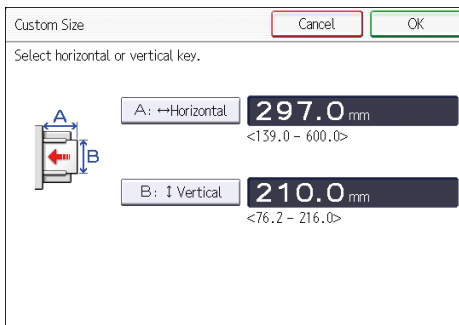 Custom Size Cancel OK
Select horizontal or vertical key.
A: ↔Horizontal 297.0 mm
<139.0 - 600.0>
A
B
B: ↕ Vertical 210.0 mm
<76.2 - 216.0>